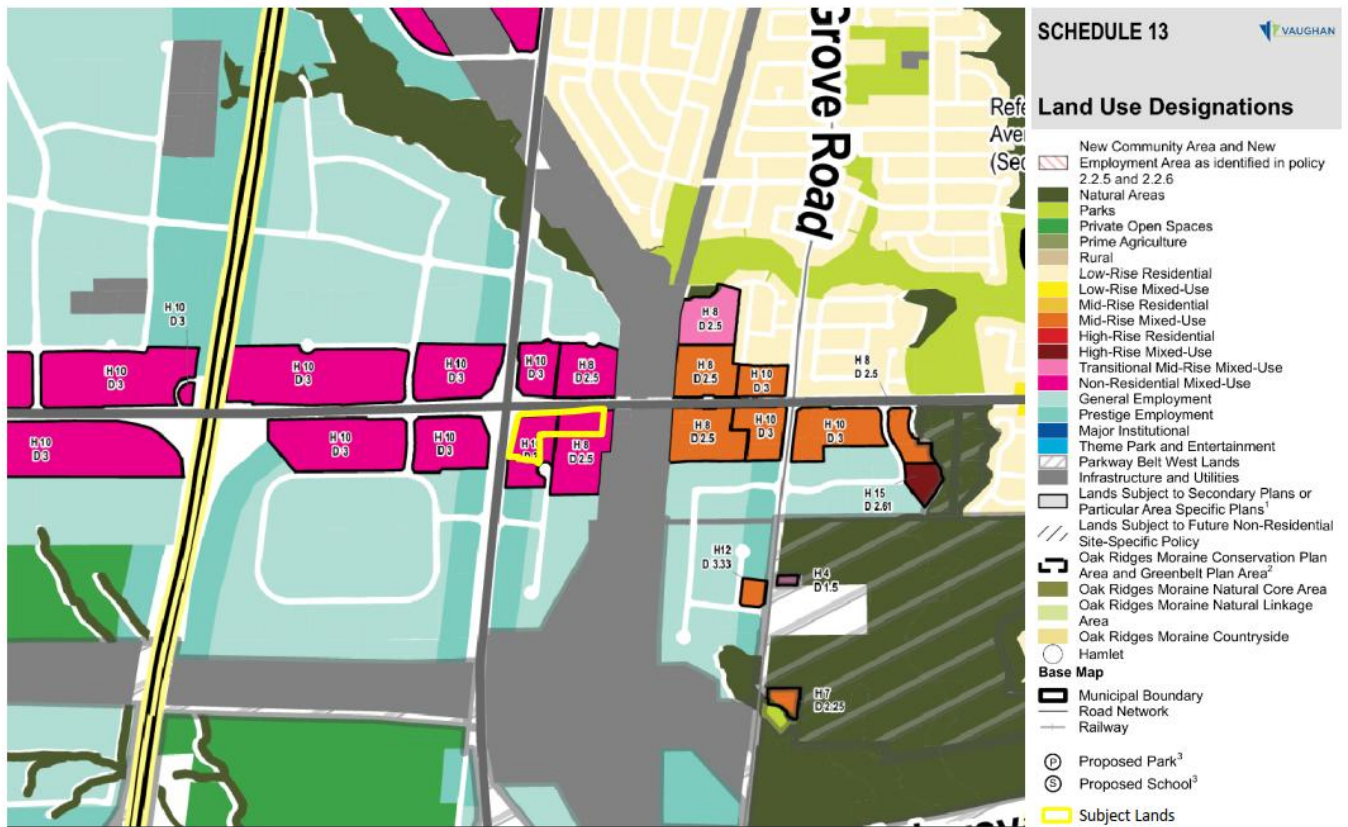 Grove Road
Refe
Ave
(Sec
H 10
D 3
H 8
D 2.5
H 10
D 3
H 10
D 3
H 10
D 3
H 10
D 3
H 8
D 2.5
H 8
D 2.5
H 10
D 3
H 8
D 2.5
H 10
D 3
H 10
D 3
H 10
D 3
H 8
D 2.5
H 8
D 2.5
H 10
D 3
H 10
D 3
H 15
D 2.61
H12
D 3.33
H 4
D 1.5
H 7
D 2.25
SCHEDULE 13
VAUGHAN
Land Use Designations
New Community Area and New
Employment Area as identified in policy
2.2.5 and 2.2.6
Natural Areas
Parks
Private Open Spaces
Prime Agriculture
Rural
Low-Rise Residential
Low-Rise Mixed-Use
Mid-Rise Residential
Mid-Rise Mixed-Use
High-Rise Residential
High-Rise Mixed-Use
Transitional Mid-Rise Mixed-Use
Non-Residential Mixed-Use
General Employment
Prestige Employment
Major Institutional
Theme Park and Entertainment
Parkway Belt West Lands
Infrastructure and Utilities
Lands Subject to Secondary Plans or
Particular Area Specific Plans¹
Lands Subject to Future Non-Residential
Site-Specific Policy
Oak Ridges Moraine Conservation Plan
Area and Greenbelt Plan Area²
Oak Ridges Moraine Natural Core Area
Oak Ridges Moraine Natural Linkage
Area
Oak Ridges Moraine Countryside
Hamlet
Base Map
Municipal Boundary
Road Network
Railway
P Proposed Park³
S Proposed School³
Subject Lands